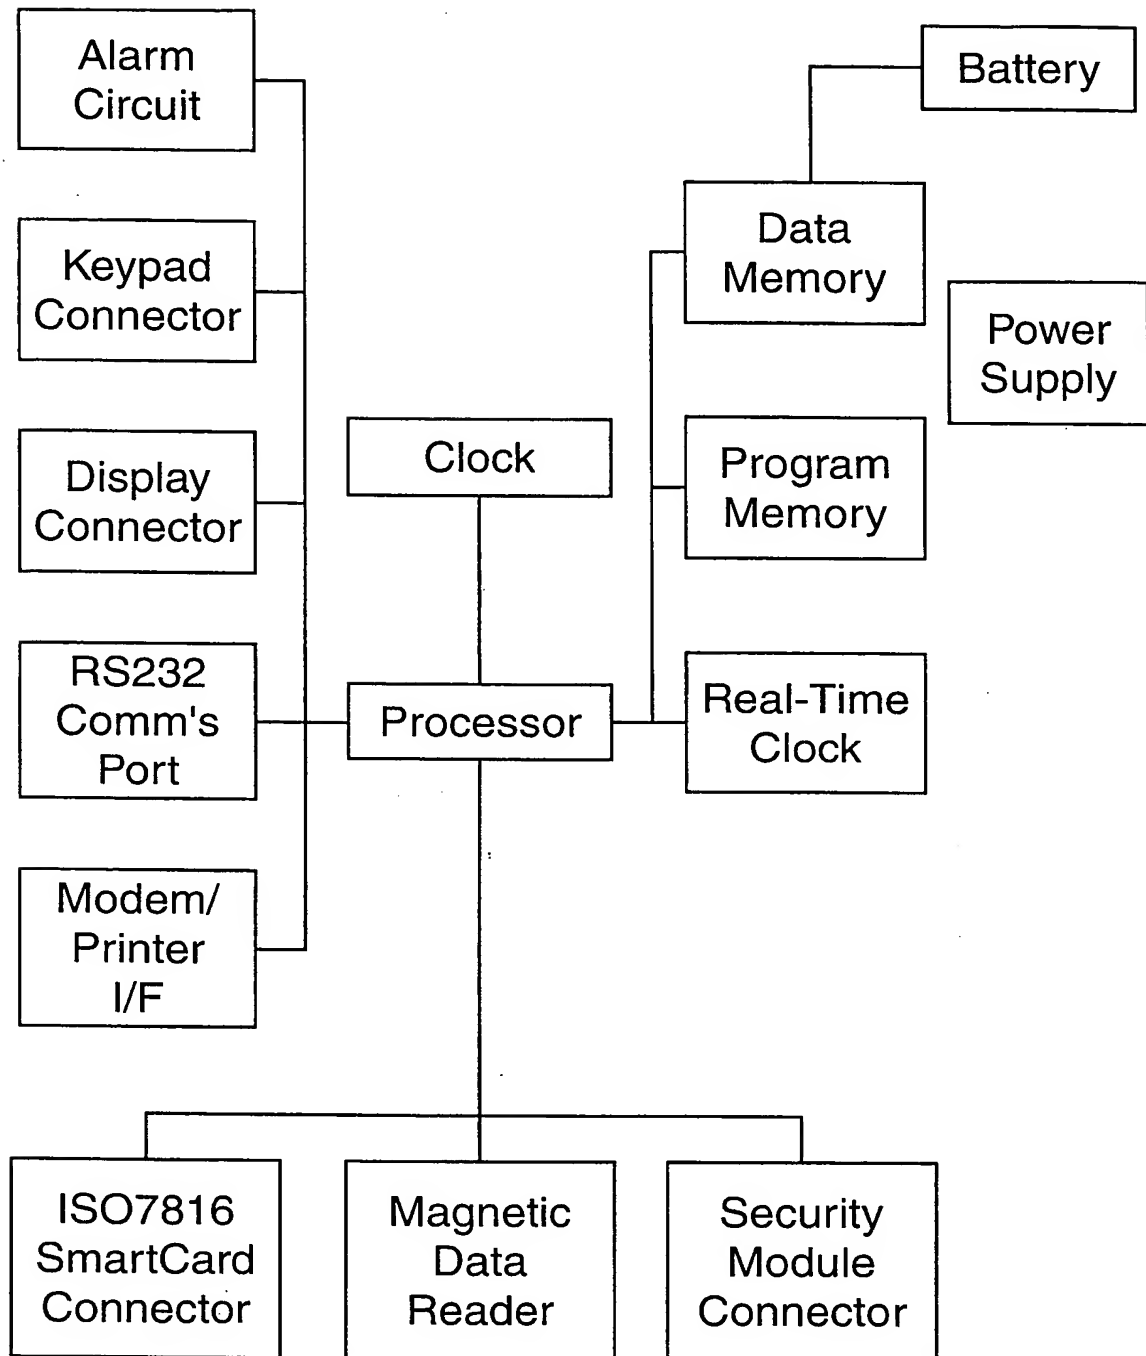 Alarm
Circuit
Battery
Data
Memory
Keypad
Connector
Power
Supply
Clock
Program
Memory
Display
Connector
RS232
Comm's
Port
Processor
Real-Time
Clock
Modem/
Printer
I/F
ISO7816
SmartCard
Connector
Magnetic
Data
Reader
Security
Module
Connector